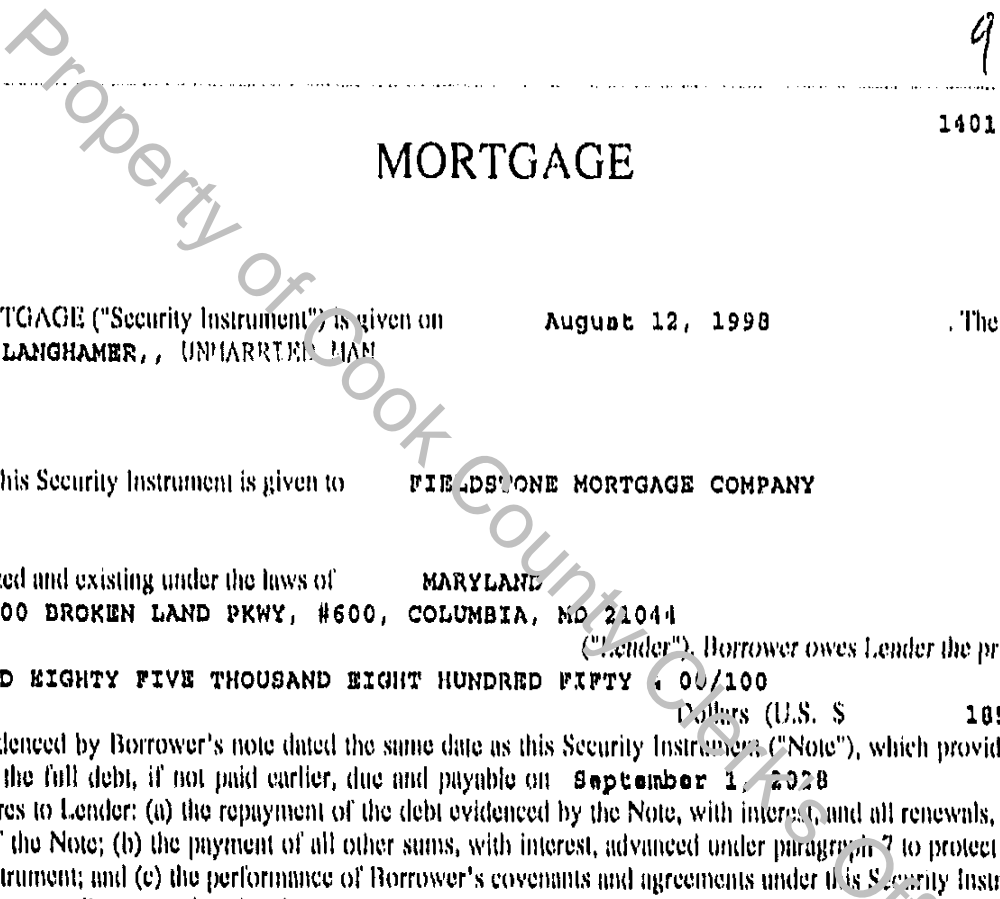 9
1401
MORTGAGE
TGAGE ("Security Instrument") is given on August 12, 1998 . The
LANGHAMER,, UNMARRIED MAN
his Security Instrument is given to FIELDSTONE MORTGAGE COMPANY
zed and existing under the laws of MARYLAND
00 BROKEN LAND PKWY, #600, COLUMBIA, MD 21044
("Lender"). Borrower owes Lender the pr
D EIGHTY FIVE THOUSAND EIGHT HUNDRED FIFTY & 00/100
Dollars (U.S. $ 185
denced by Borrower's note dated the same date as this Security Instrument ("Note"), which provid
the full debt, if not paid earlier, due and payable on September 1, 2028
res to Lender: (a) the repayment of the debt evidenced by the Note, with interest, and all renewals,
f the Note; (b) the payment of all other sums, with interest, advanced under paragraph 7 to protect
trument; and (c) the performance of Borrower's covenants and agreements under this Security Instr
Property of Cook County Clerk's Off